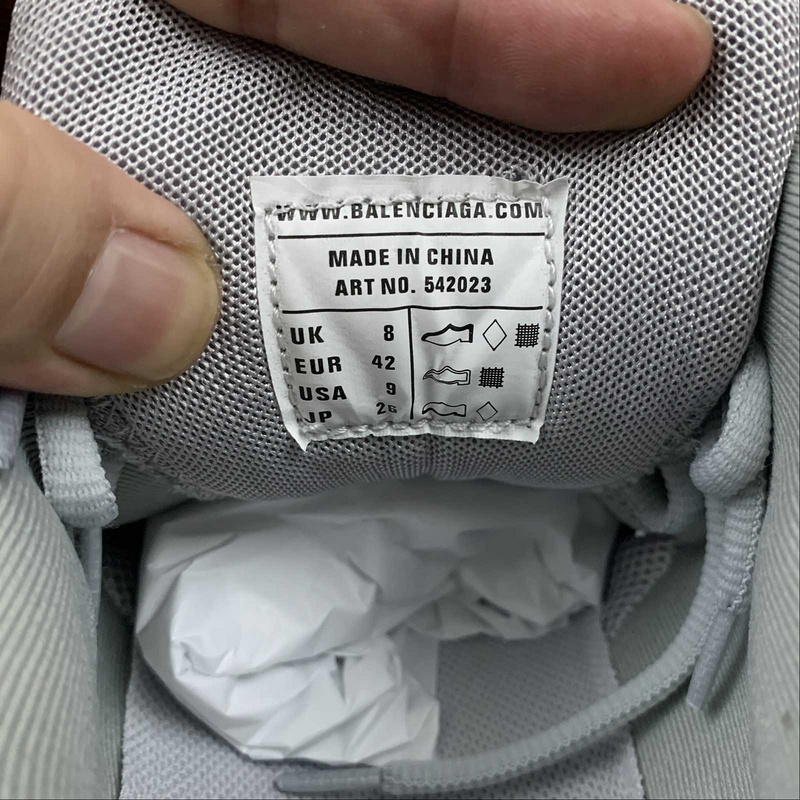 WWW.BALENCIAGA.COM
MADE IN CHINA
ART NO. 542023
UK 8
EUR 42
USA 9
JP 26